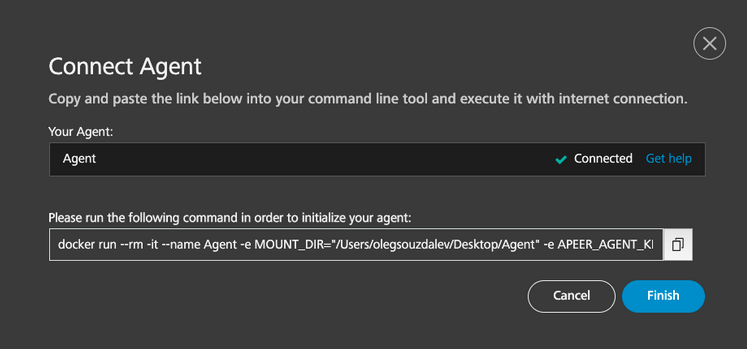 Connect Agent
Copy and paste the link below into your command line tool and execute it with internet connection.
Your Agent:
Agent Connected Get help
Please run the following command in order to initialize your agent:
docker run --rm -it --name Agent -e MOUNT_DIR="/Users/olegsouzdalev/Desktop/Agent" -e APEER_AGENT_
Cancel Finish